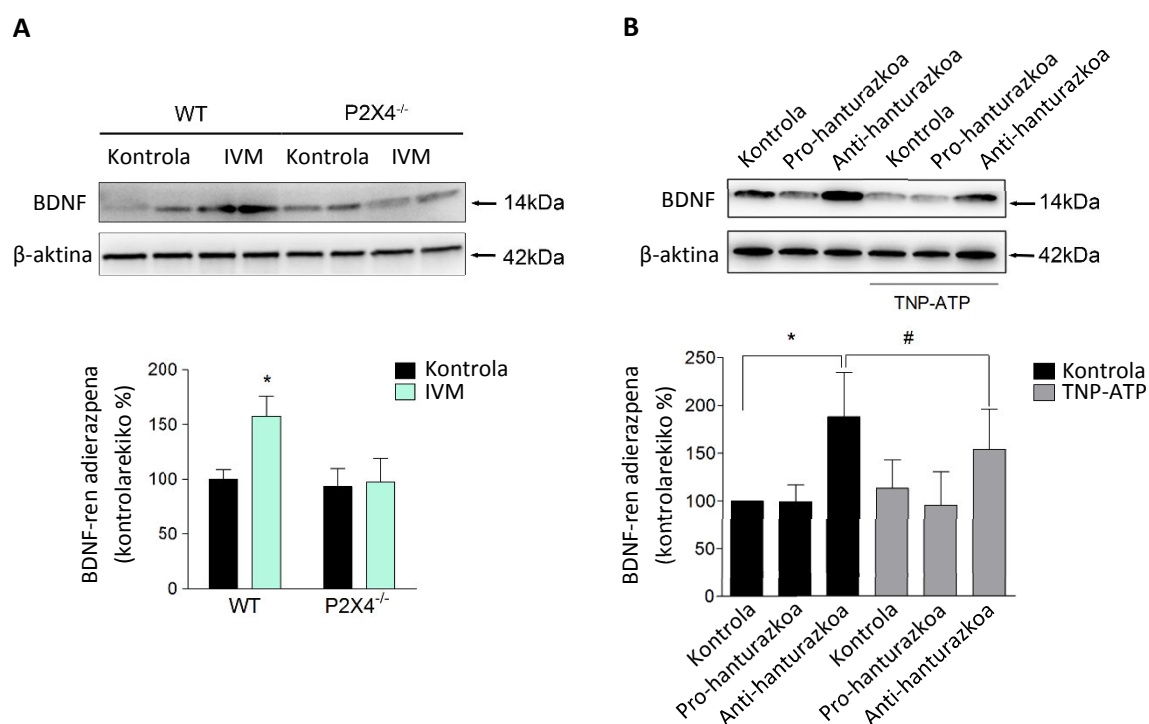 A
WT P2X4-/-
Kontrola IVM Kontrola IVM
BDNF 14kDa
β-aktina 42kDa
BDNF-ren adierazpena
(kontrolarekiko %)
200
150
100
50
0
*
Kontrola
IVM
WT P2X4-/-
B
Kontrola
Pro-hanturazkoa
Anti-hanturazkoa
Kontrola
Pro-hanturazkoa
Anti-hanturazkoa
BDNF 14kDa
β-aktina 42kDa
TNP-ATP
BDNF-ren adierazpena
(kontrolarekiko %)
250
200
150
100
50
0
* #
Kontrola
TNP-ATP
Kontrola
Pro-hanturazkoa
Anti-hanturazkoa
Kontrola
Pro-hanturazkoa
Anti-hanturazkoa